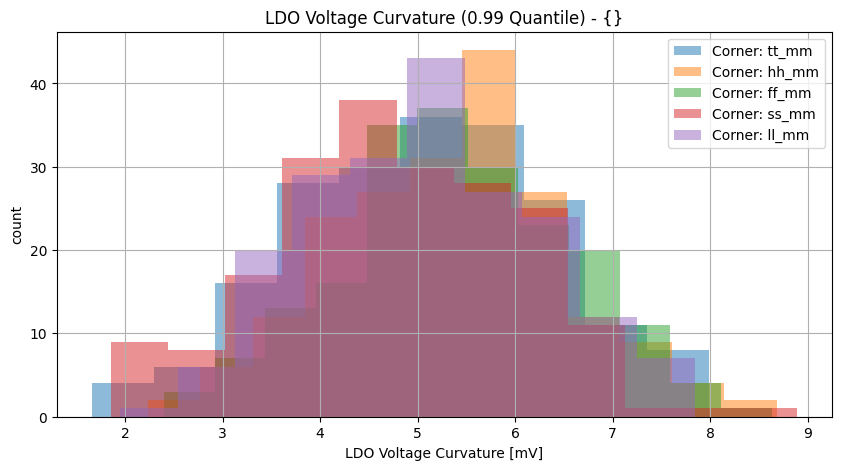 LDO Voltage Curvature (0.99 Quantile) - {}
Corner: tt_mm
Corner: hh_mm
Corner: ff_mm
Corner: ss_mm
Corner: ll_mm
count
40
30
20
10
0
2 3 4 5 6 7 8 9
LDO Voltage Curvature [mV]